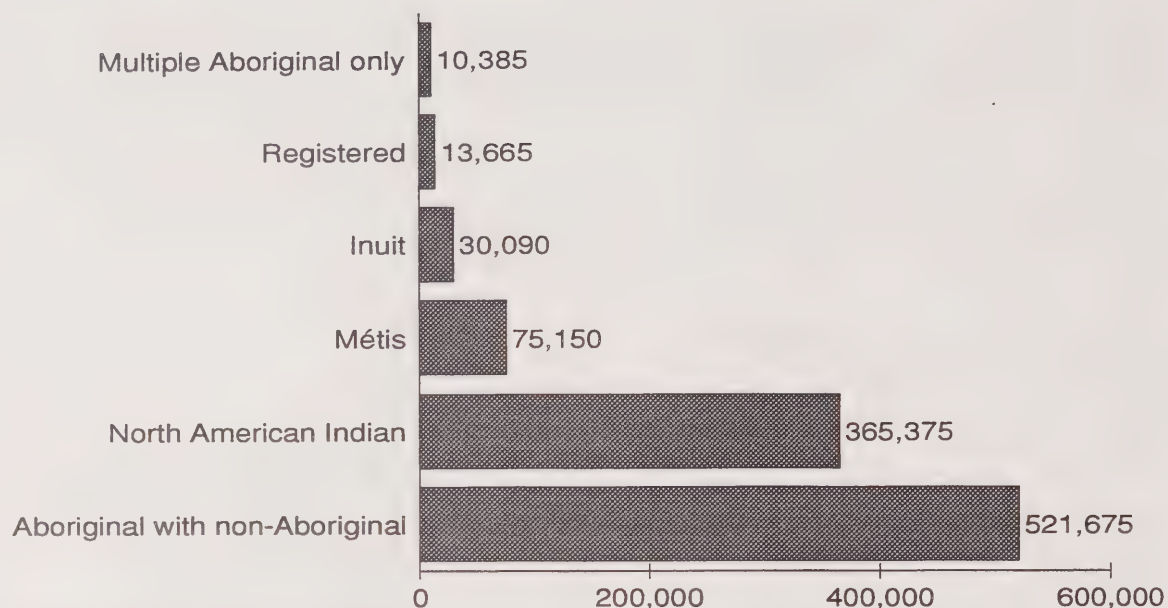 Multiple Aboriginal only 10,385
Registered 13,665
Inuit 30,090
Métis 75,150
North American Indian 365,375
Aboriginal with non-Aboriginal 521,675
0 200,000 400,000 600,000